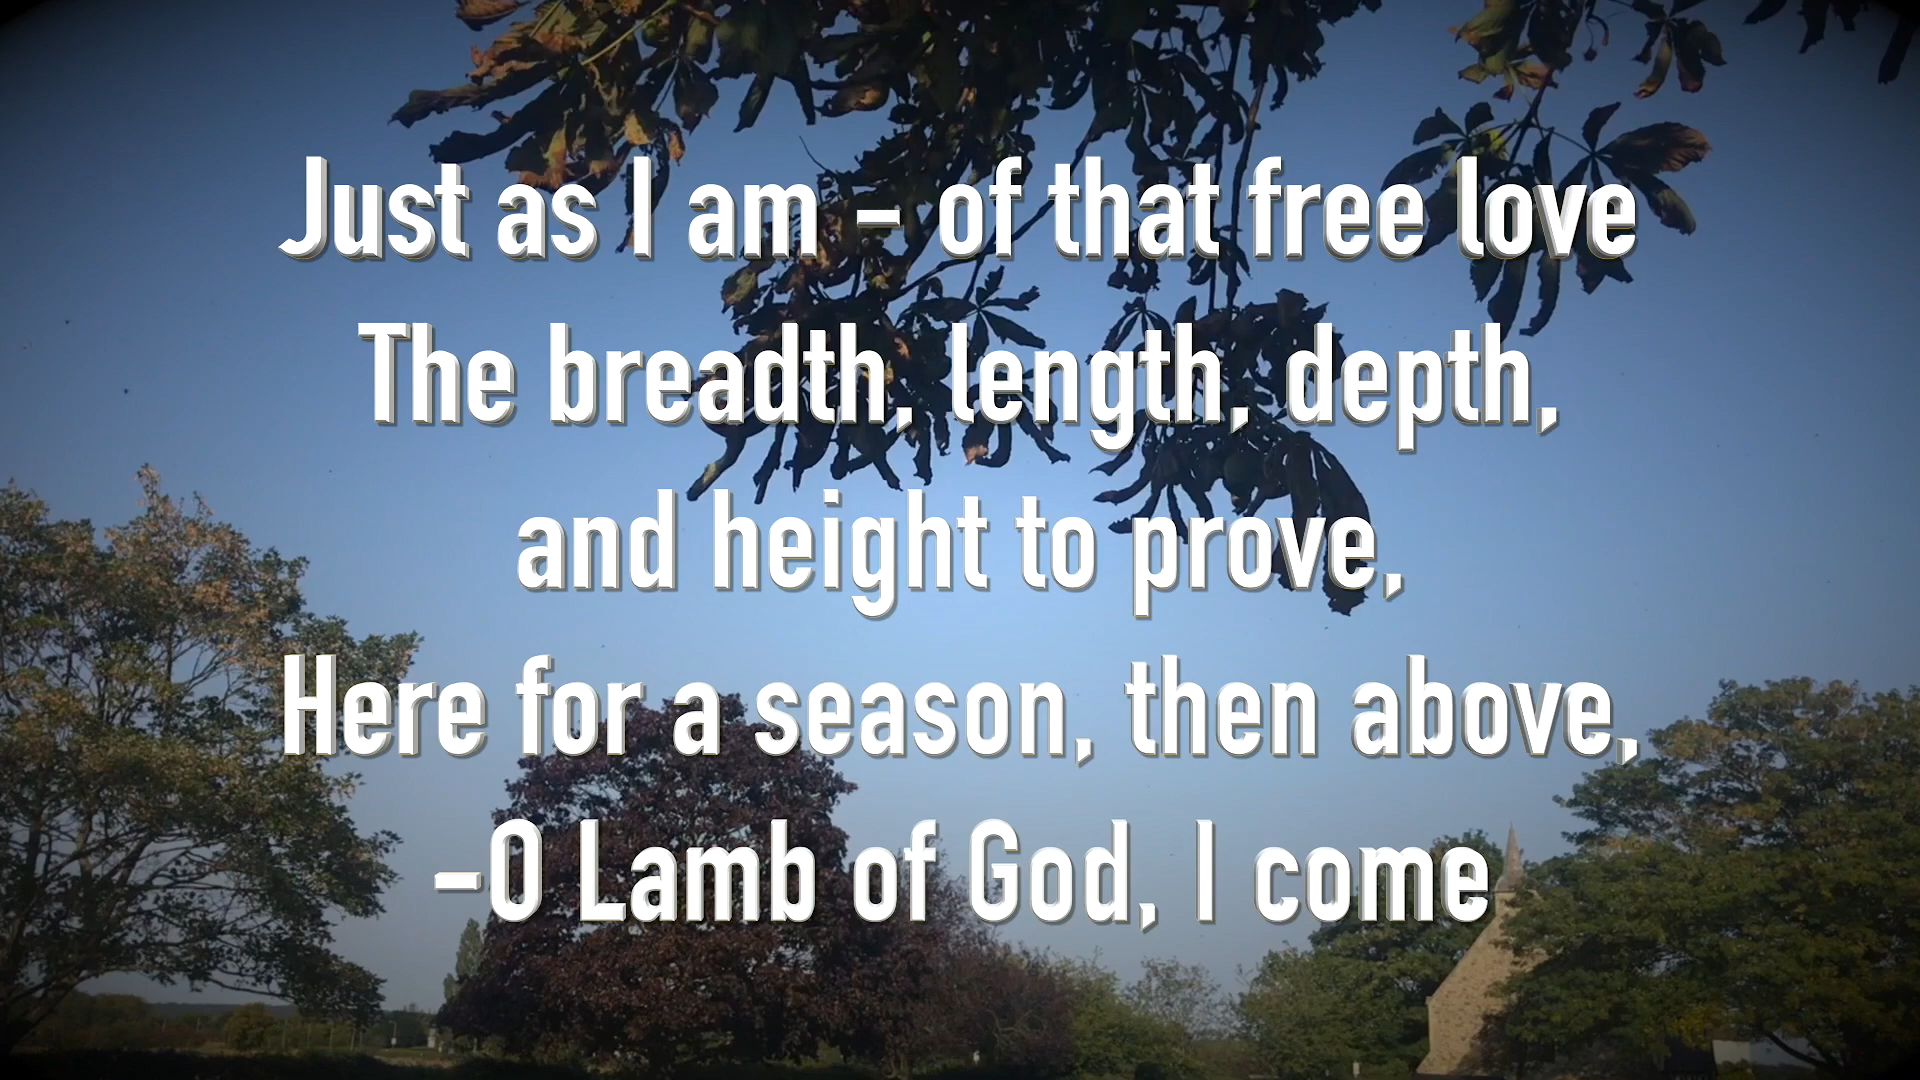 Just as I am – of that free love
The breadth, length, depth,
and height to prove,
Here for a season, then above,
–O Lamb of God, I come